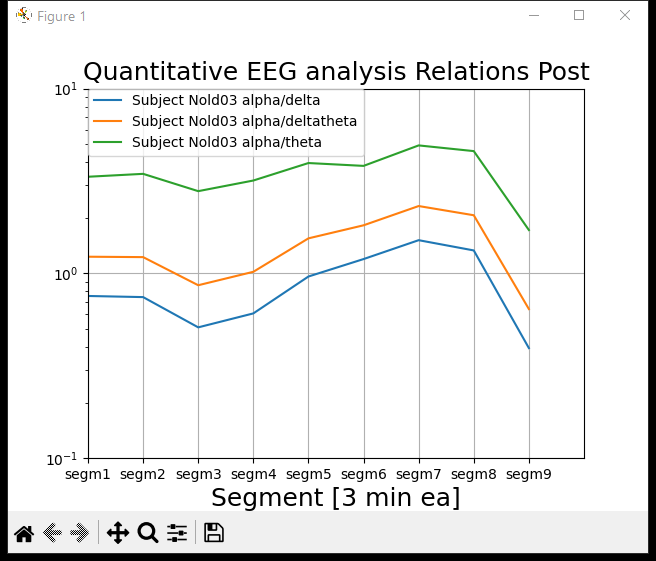 Figure 1
Quantitative EEG analysis Relations Post
10¹
Subject Nold03 alpha/delta
Subject Nold03 alpha/deltatheta
Subject Nold03 alpha/theta
10⁰
10⁻¹
segm1 segm2 segm3 segm4 segm5 segm6 segm7 segm8 segm9
Segment [3 min ea]